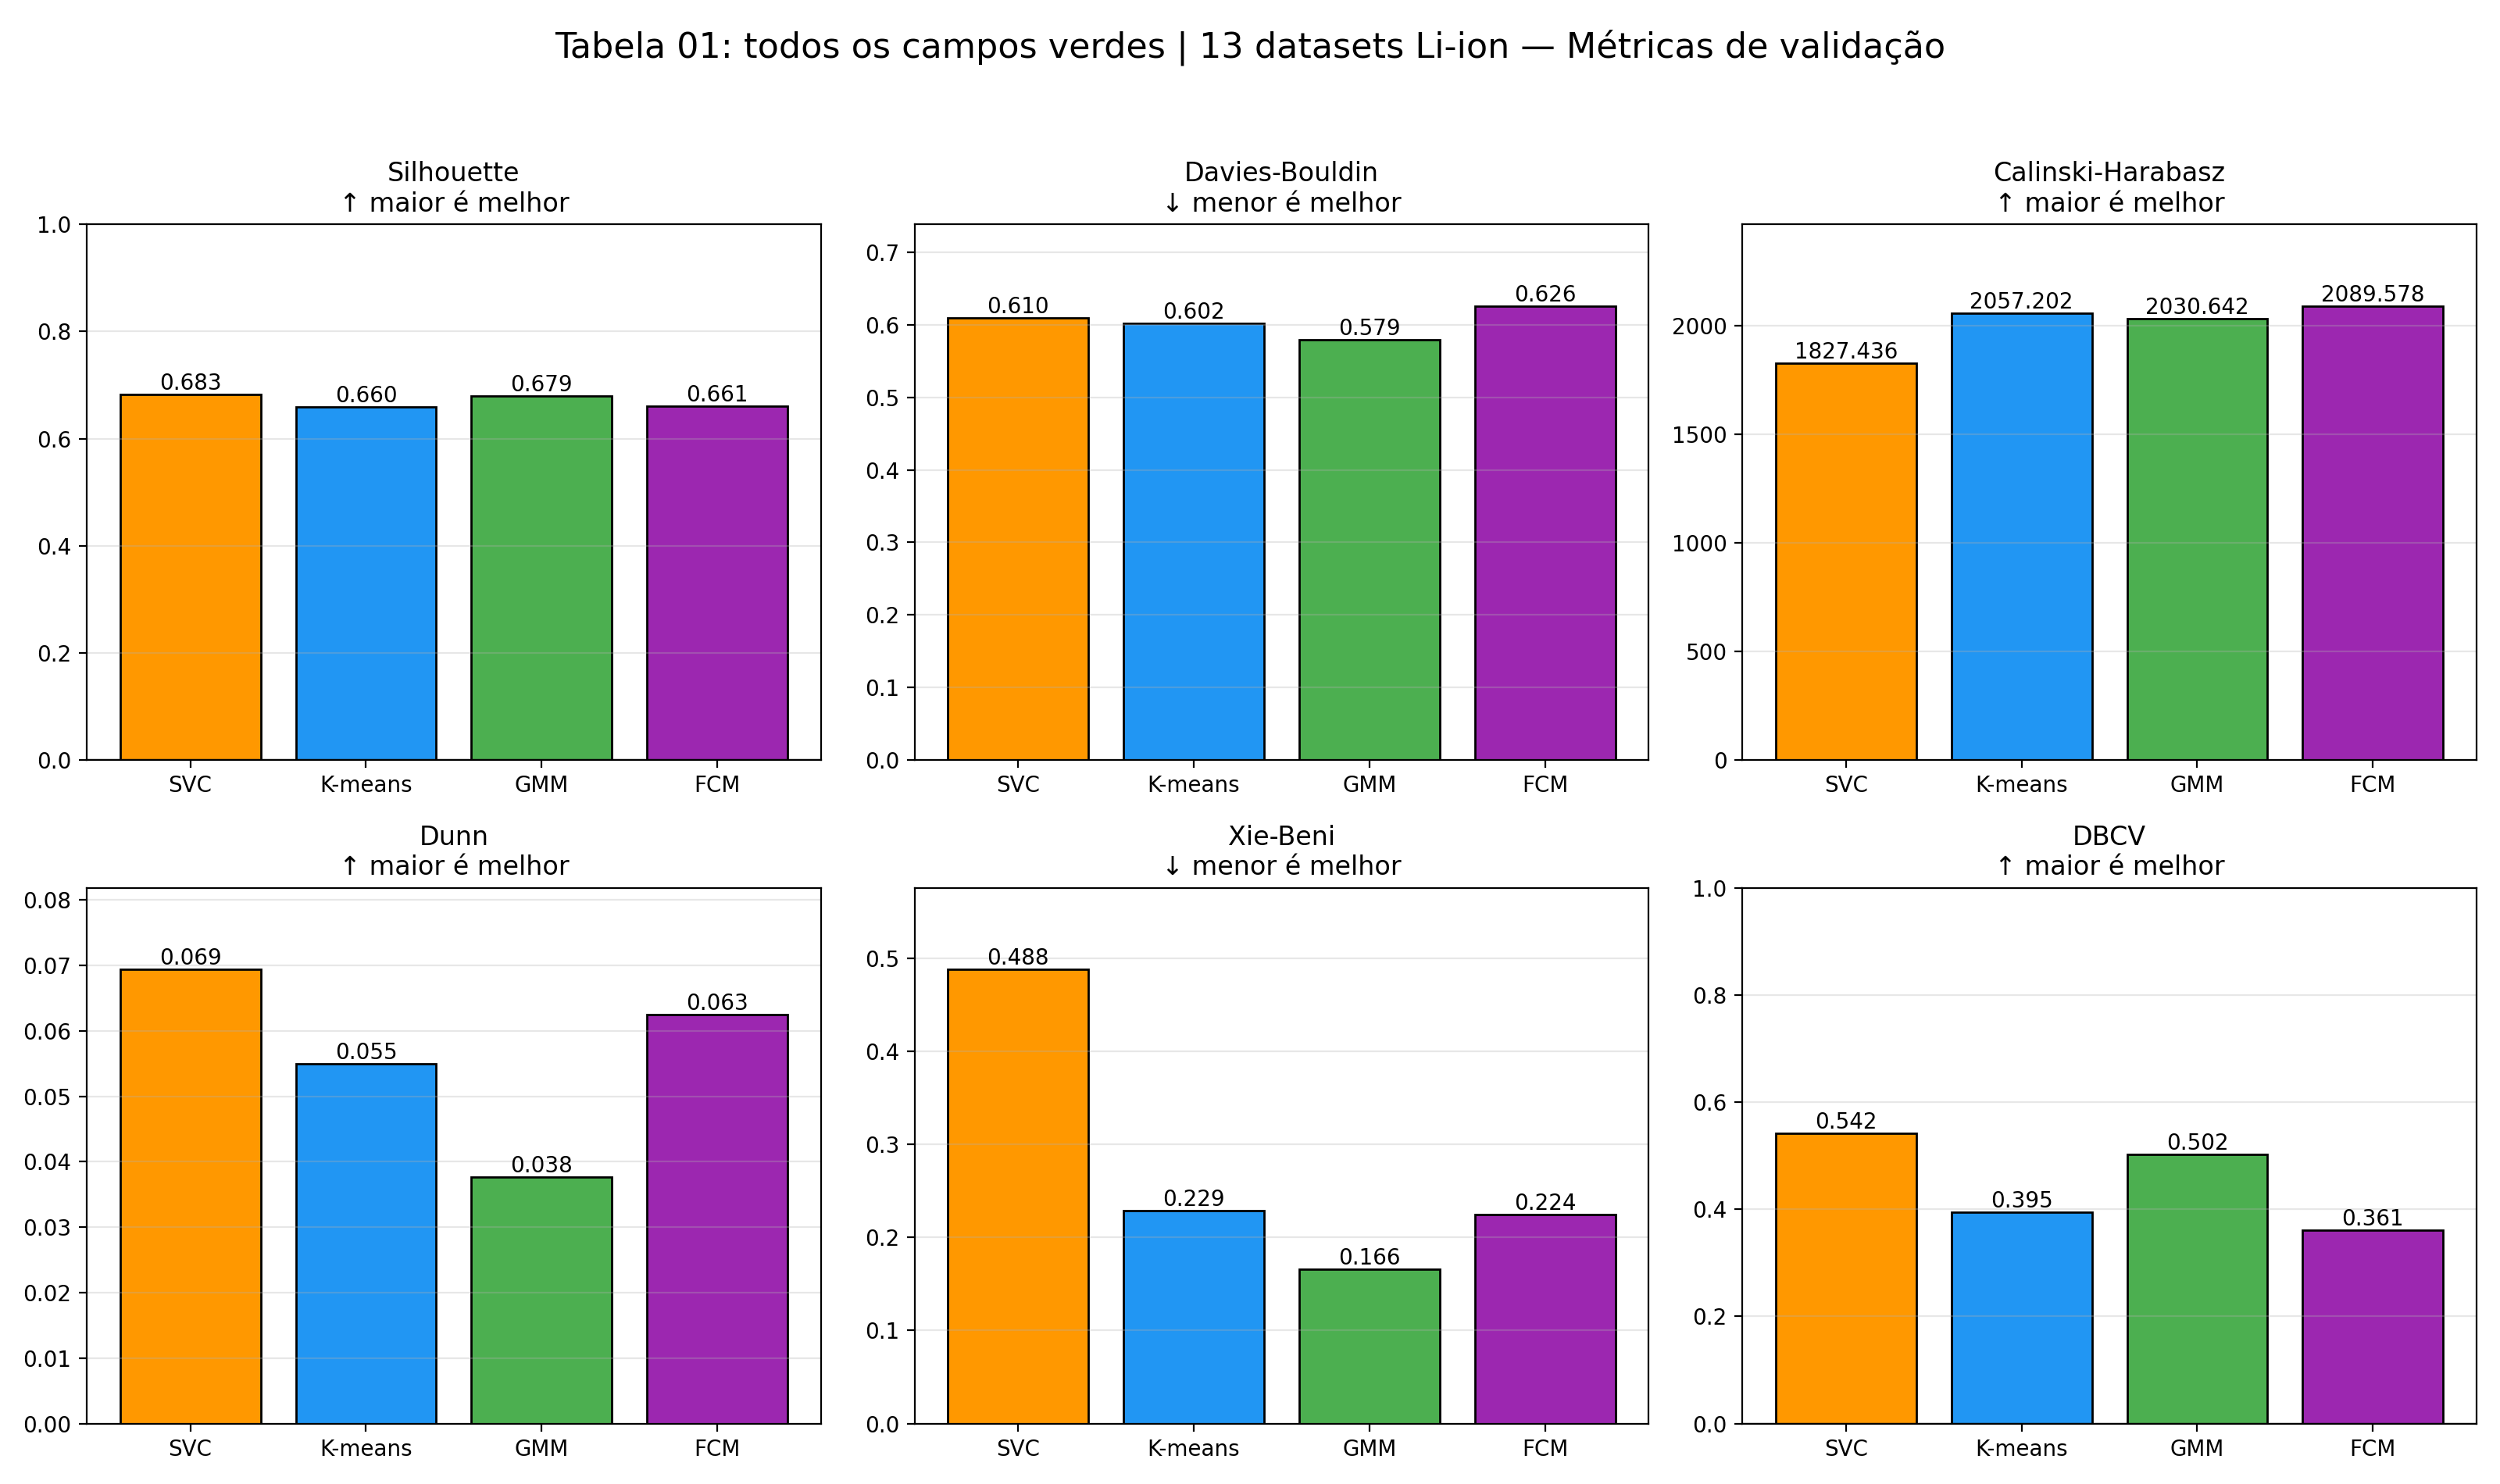 Tabela 01: todos os campos verdes | 13 datasets Li-ion — Métricas de validação
Silhouette
↑ maior é melhor
1.0
0.8
0.6
0.4
0.2
0.0
0.683
0.660
0.679
0.661
SVC
K-means
GMM
FCM
Davies-Bouldin
↓ menor é melhor
0.7
0.6
0.5
0.4
0.3
0.2
0.1
0.0
0.610
0.602
0.579
0.626
SVC
K-means
GMM
FCM
Calinski-Harabasz
↑ maior é melhor
2000
1500
1000
500
0
1827.436
2057.202
2030.642
2089.578
SVC
K-means
GMM
FCM
Dunn
↑ maior é melhor
0.08
0.07
0.06
0.05
0.04
0.03
0.02
0.01
0.00
0.069
0.055
0.038
0.063
SVC
K-means
GMM
FCM
Xie-Beni
↓ menor é melhor
0.5
0.4
0.3
0.2
0.1
0.0
0.488
0.229
0.166
0.224
SVC
K-means
GMM
FCM
DBCV
↑ maior é melhor
1.0
0.8
0.6
0.4
0.2
0.0
0.542
0.395
0.502
0.361
SVC
K-means
GMM
FCM